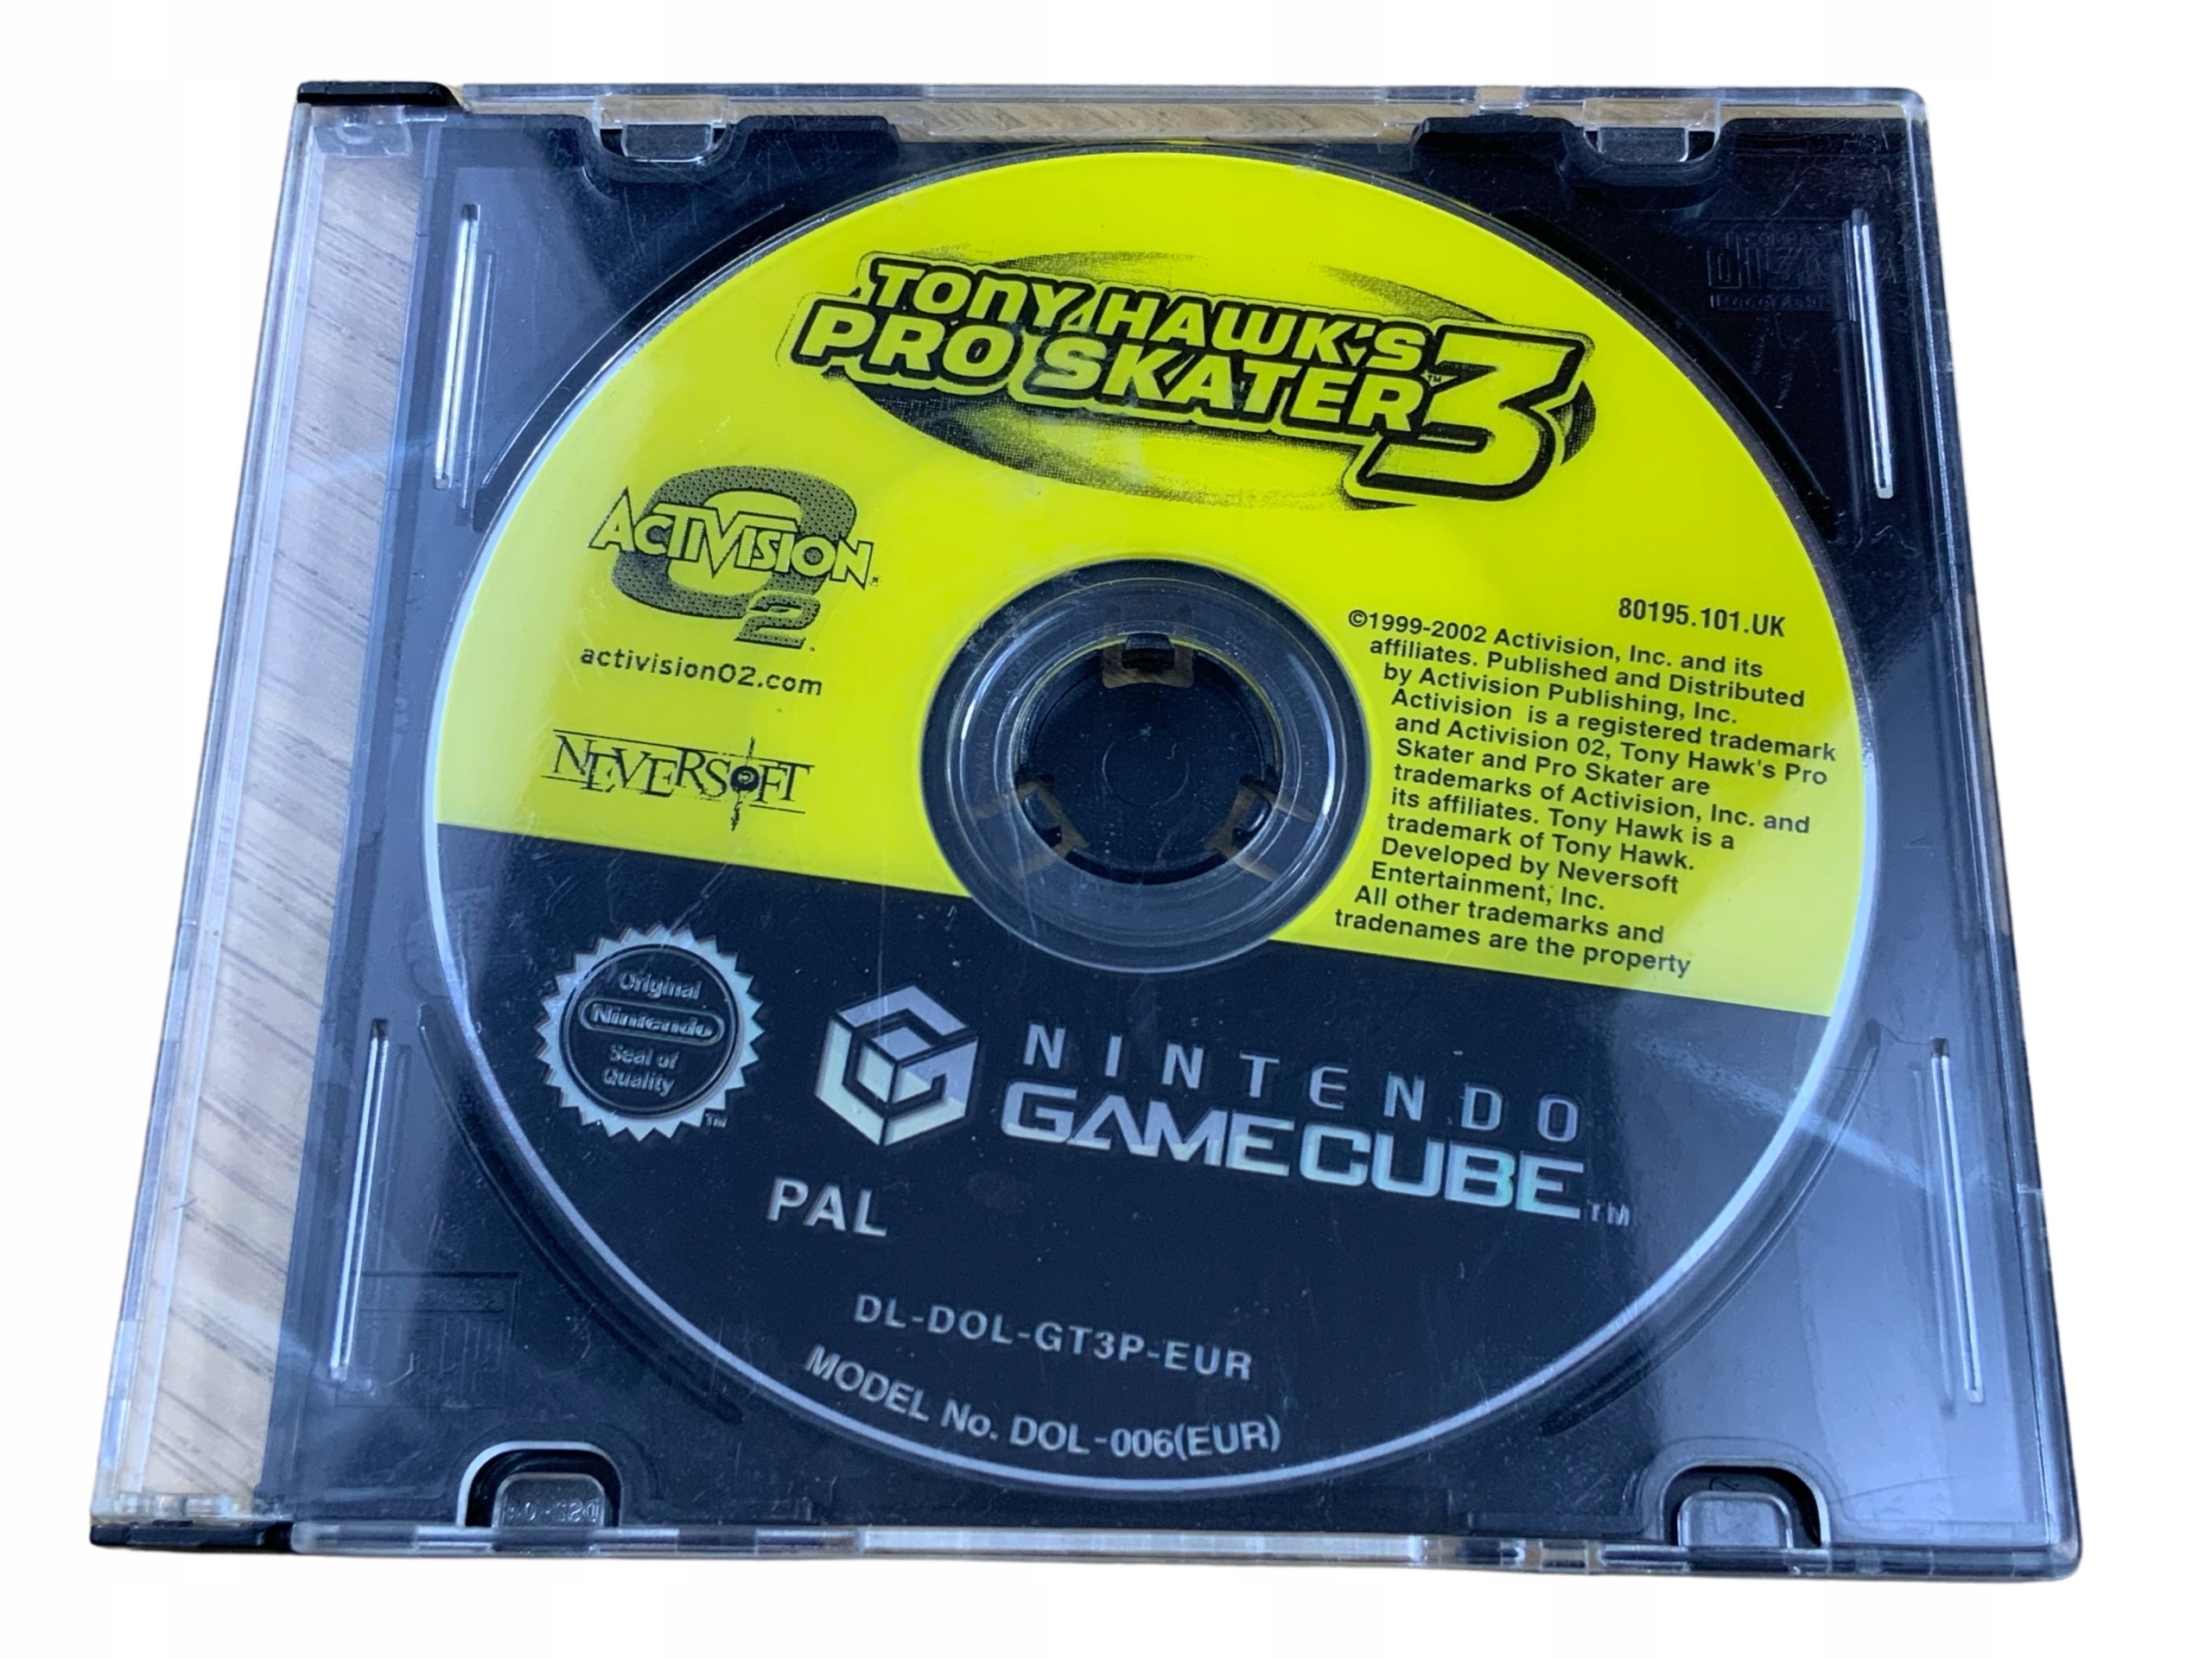 TONY HAWK'S
PRO SKATER™ 3
ACTIVISION®
O2.
activisionO2.com
NEVERSOFT
80195.101.UK
©1999-2002 Activision, Inc. and its
affiliates. Published and Distributed
by Activision Publishing, Inc.
Activision is a registered trademark
and Activision 02, Tony Hawk's Pro
Skater and Pro Skater are
trademarks of Activision, Inc. and
its affiliates. Tony Hawk is a
trademark of Tony Hawk.
Developed by Neversoft
Entertainment, Inc.
All other trademarks and
tradenames are the property
Original
Nintendo
Seal of
Quality
TM
NINTENDO
GAMECUBE™
PAL
DL-DOL-GT3P-EUR
MODEL No. DOL-006(EUR)